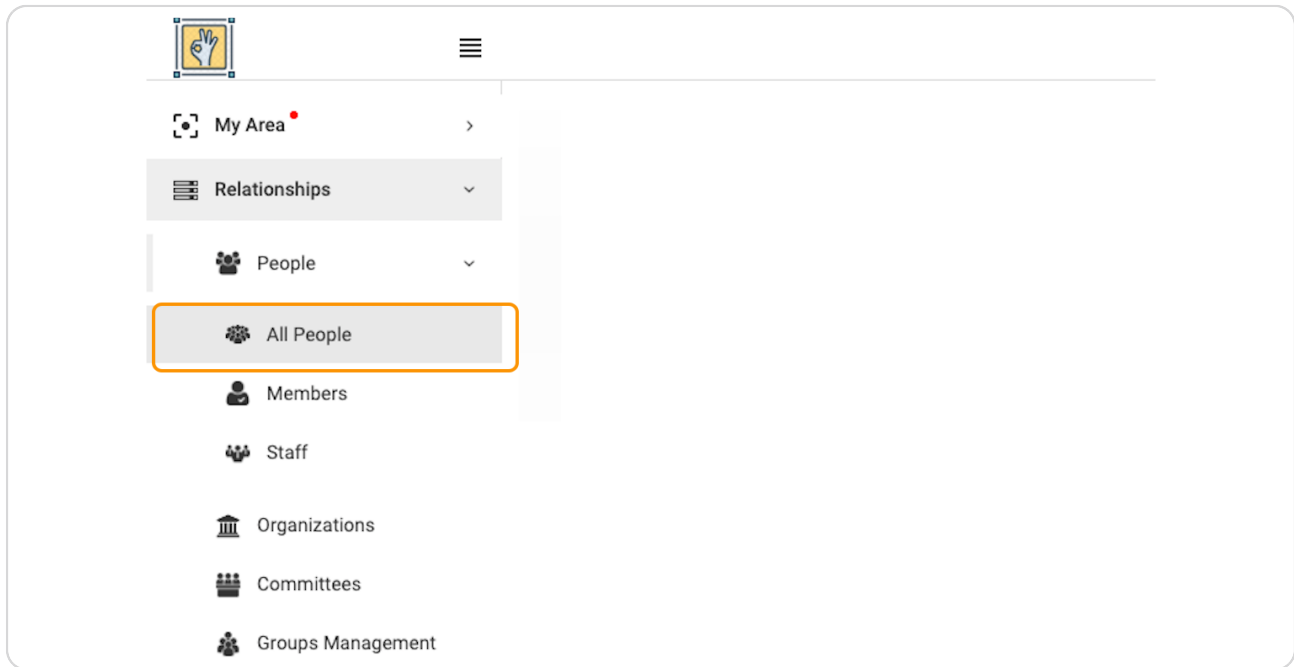 My Area
Relationships
People
All People
Members
Staff
Organizations
Committees
Groups Management